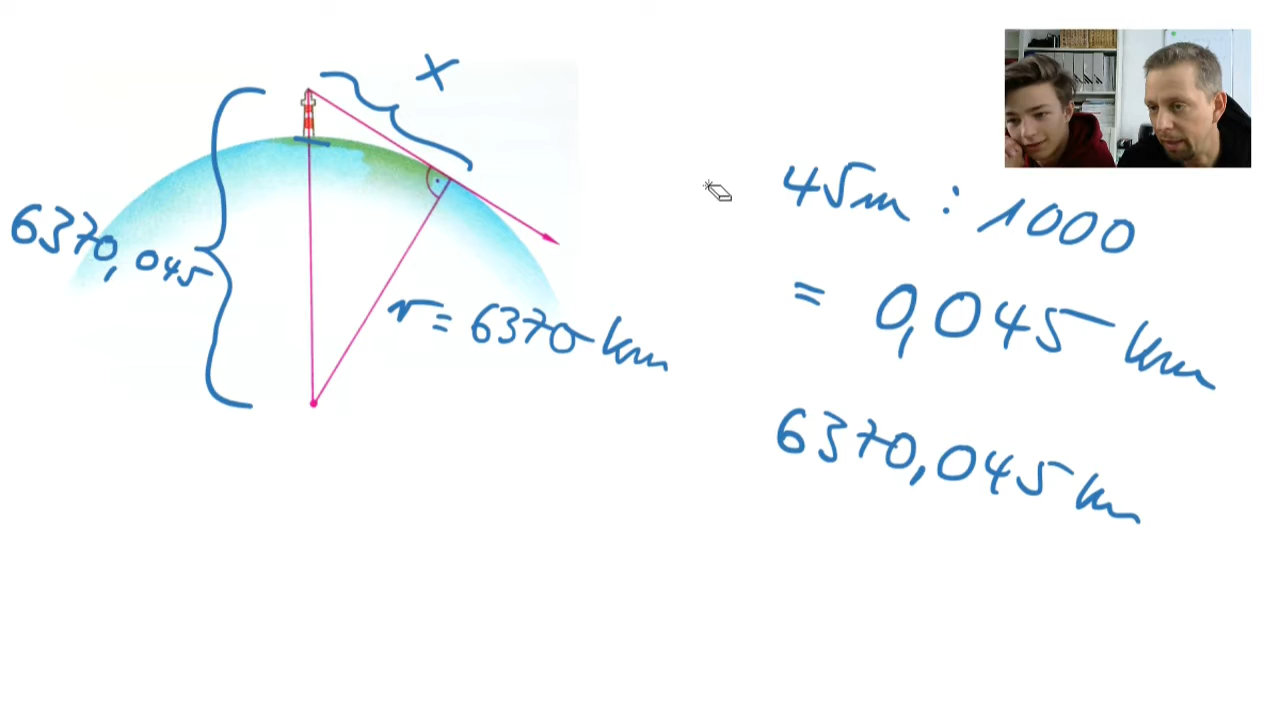 x
6370,045
r = 6370 km
45m : 1000
= 0,045 km
6370,045 km